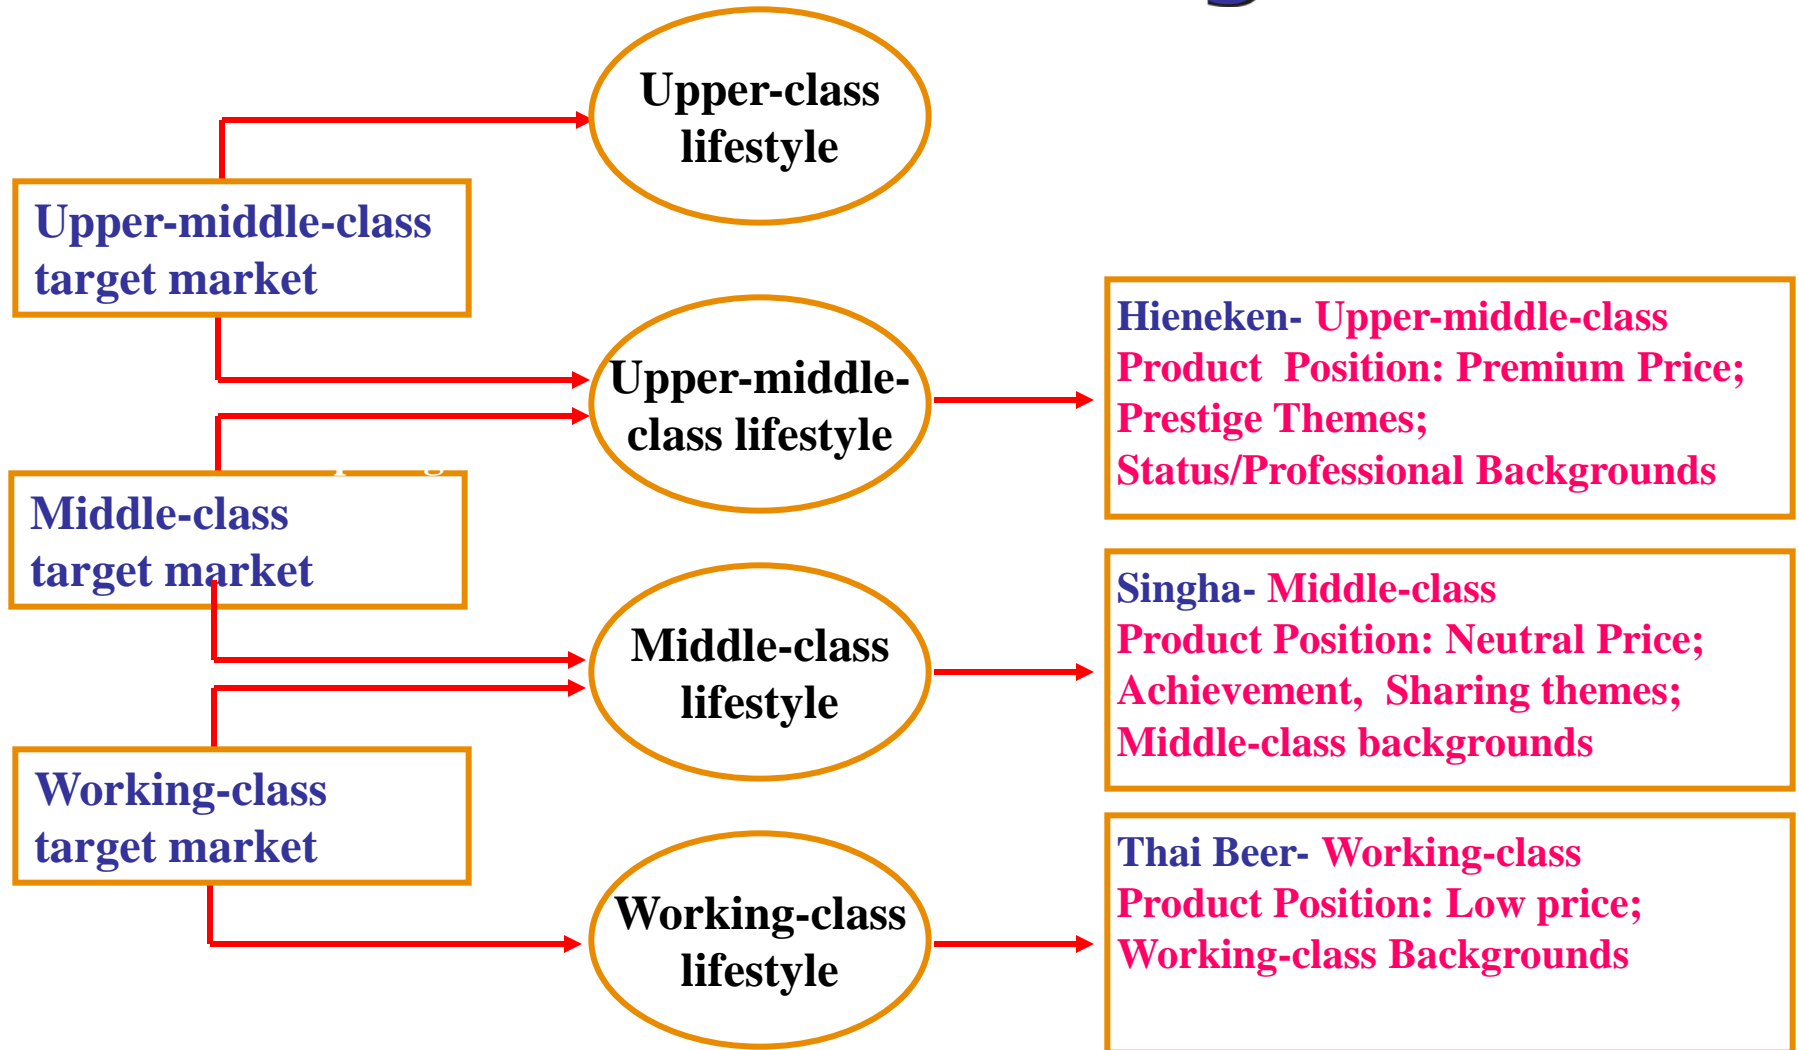 Upper-class
lifestyle
Upper-middle-class
target market
Upper-middle-
class lifestyle
Hieneken- Upper-middle-class
Product Position: Premium Price;
Prestige Themes;
Status/Professional Backgrounds
Middle-class
target market
Middle-class
lifestyle
Singha- Middle-class
Product Position: Neutral Price;
Achievement, Sharing themes;
Middle-class backgrounds
Working-class
target market
Working-class
lifestyle
Thai Beer- Working-class
Product Position: Low price;
Working-class Backgrounds